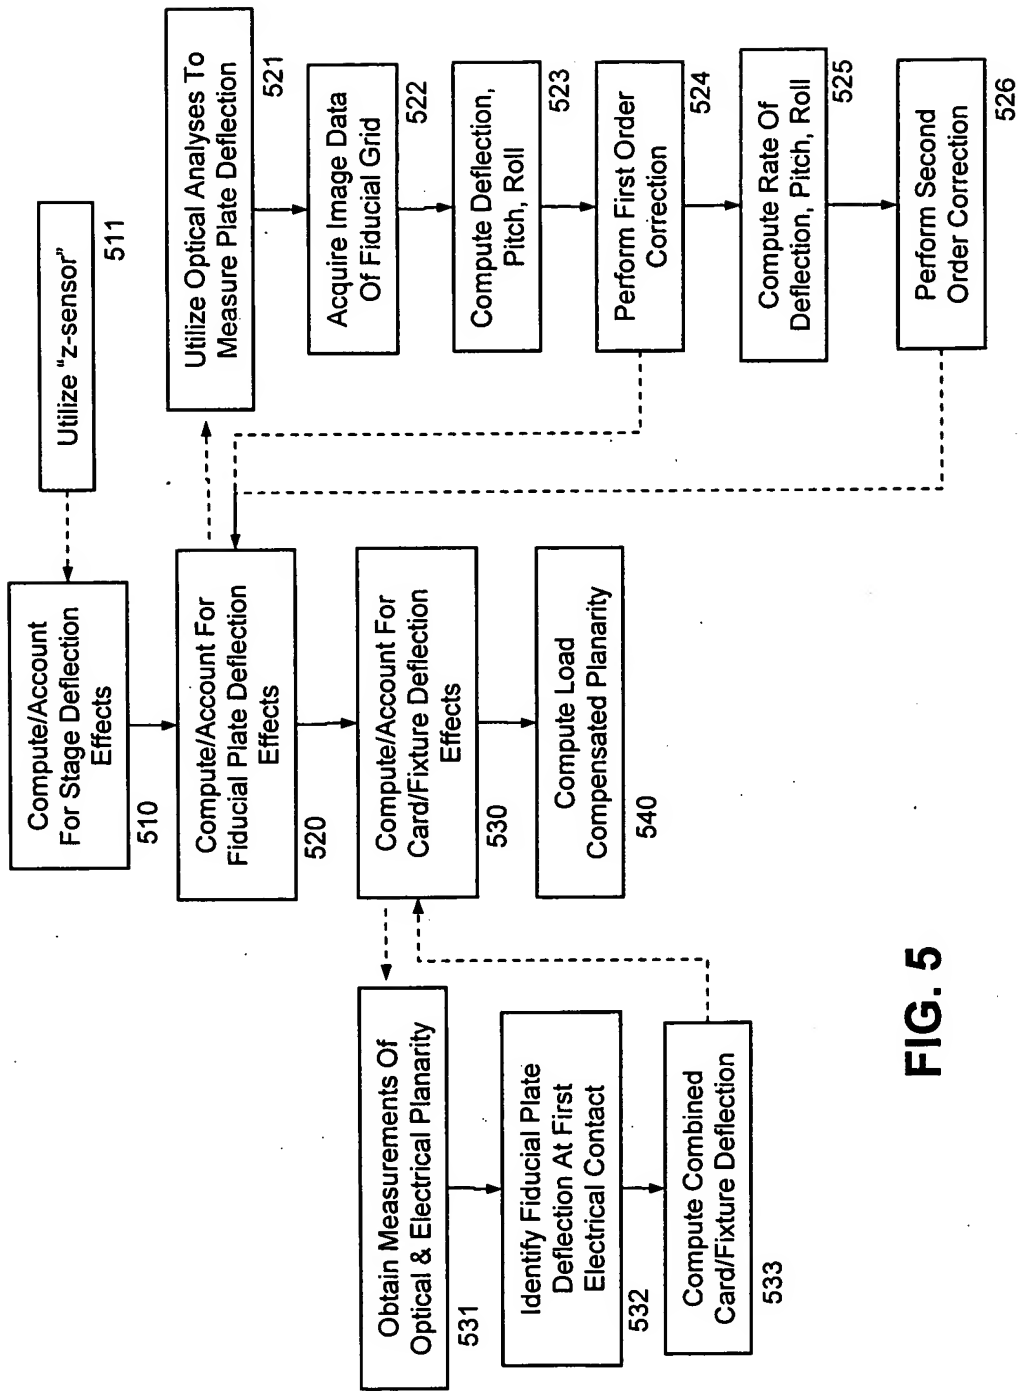 Compute/Account
For Stage Deflection
Effects
510
Utilize "z-sensor"
511
Compute/Account For
Fiducial Plate Deflection
Effects
520
Utilize Optical Analyses To
Measure Plate Deflection
521
Acquire Image Data
Of Fiducial Grid
522
Compute Deflection,
Pitch, Roll
523
Perform First Order
Correction
524
Compute Rate Of
Deflection, Pitch, Roll
525
Perform Second
Order Correction
526
Compute/Account For
Card/Fixture Deflection
Effects
530
Obtain Measurements Of
Optical & Electrical Planarity
531
Identify Fiducial Plate
Deflection At First
Electrical Contact
532
Compute Combined
Card/Fixture Deflection
533
Compute Load
Compensated Planarity
540
FIG. 5